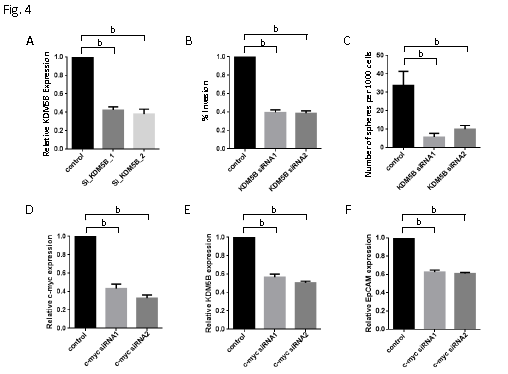 Fig. 4
A
b
b
Relative KDM5B Expression
1.0
0.8
0.6
0.4
0.2
0.0
control
Si_KDM5B_1
Si_KDM5B_2
B
b
b
% Invasion
1.0
0.8
0.6
0.4
0.2
0.0
control
KDM5B siRNA1
KDM5B siRNA2
C
b
b
Number of spheres per 1000 cells
50
40
30
20
10
0
control
KDM5B siRNA1
KDM5B siRNA2
D
b
b
Relative c-myc expression
1.0
0.8
0.6
0.4
0.2
0.0
control
c-myc siRNA1
c-myc siRNA2
E
b
b
Relative KDM5B expression
1.0
0.8
0.6
0.4
0.2
0.0
control
c-myc siRNA1
c-myc siRNA2
F
b
b
Relative EpCAM expression
1.0
0.8
0.6
0.4
0.2
0.0
control
c-myc siRNA1
c-myc siRNA2